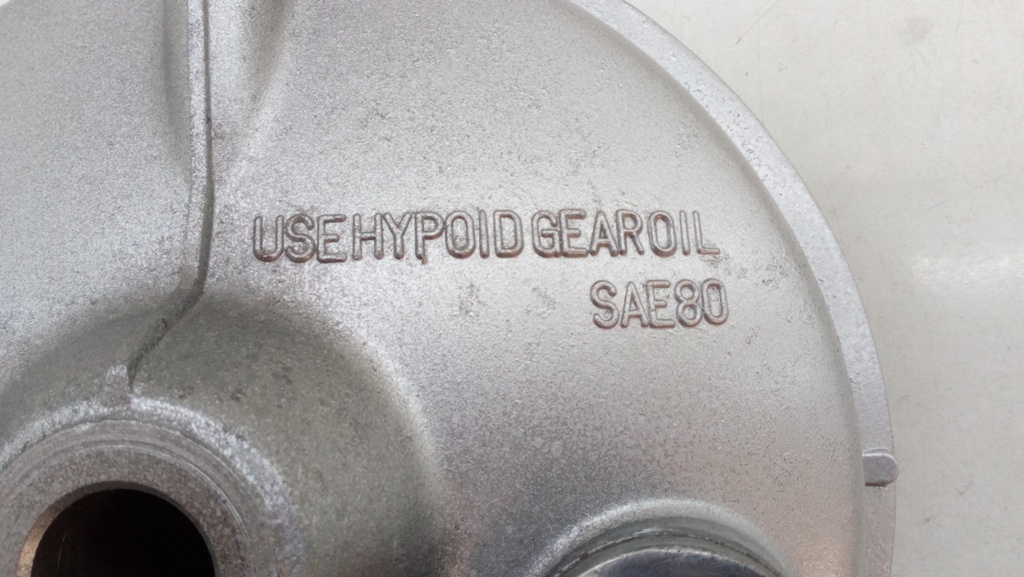 USE HYPOID GEAR OIL
SAE80